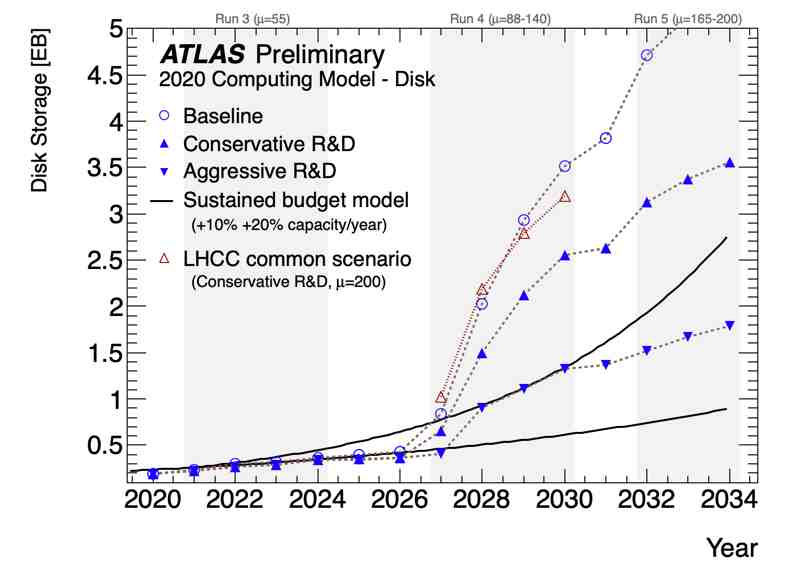 Run 3 (μ=55)
Run 4 (μ=88-140)
Run 5 (μ=165-200)
Disk Storage [EB]
ATLAS Preliminary
2020 Computing Model - Disk
Baseline
Conservative R&D
Aggressive R&D
Sustained budget model
(+10% +20% capacity/year)
LHCC common scenario
(Conservative R&D, μ=200)
5
4.5
4
3.5
3
2.5
2
1.5
1
0.5
2020 2022 2024 2026 2028 2030 2032 2034
Year